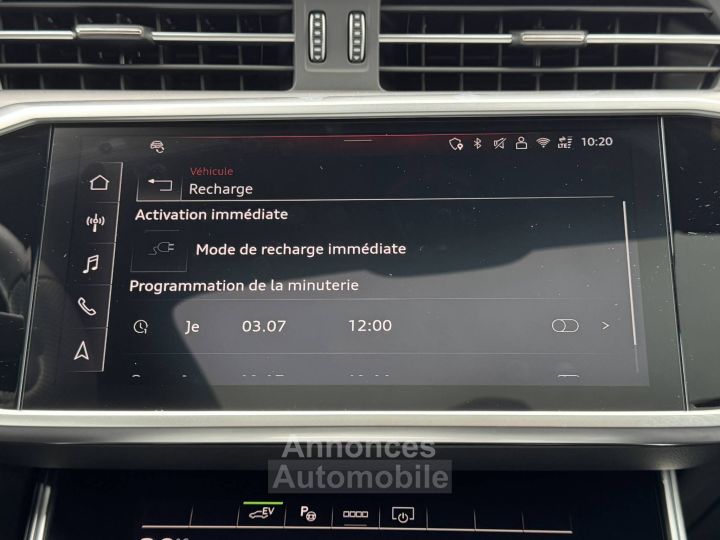 LTE 10:20
Véhicule
Recharge
Activation immédiate
Mode de recharge immédiate
Programmation de la minuterie
Je 03.07 12:00 >
Annonces
Automobile
EV P